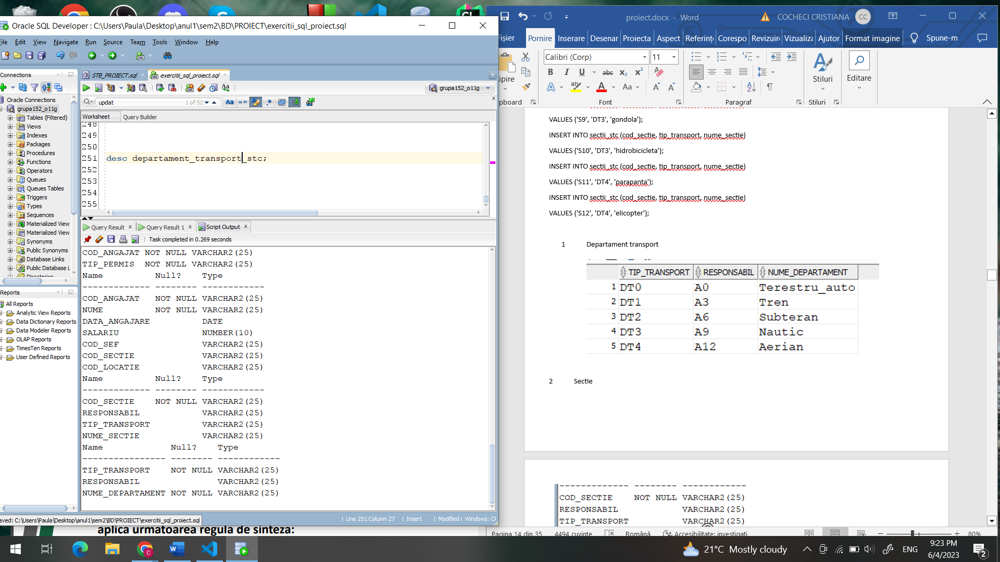 Oracle SQL Developer : C:\Users\Paula\Desktop\anul1\sem2\BD\PROIECT\exercitii_sql_proiect.sql
File Edit View Navigate Run Source Team Tools Window Help
Connections
Oracle Connections
grupa152_o11g
Tables (Filtered)
Views
Indexes
Packages
Procedures
Functions
Operators
Queues
Queues Tables
Triggers
Types
Sequences
Materialized View
Materialized View
Synonyms
Public Synonyms
Database Links
Public Database L
Directories
Reports
All Reports
Analytic View Reports
Data Dictionary Reports
Data Modeler Reports
OLAP Reports
TimesTen Reports
User Defined Reports
STB_PROIECT.sql
exercitii_sql_proiect.sql
grupa152_o11g
updat 1 of 52
Worksheet Query Builder
248
249
250
251 desc departament_transport_stc;
252
253
254
255
Query Result Query Result 1 Script Output
Task completed in 0.269 seconds
COD_ANGAJAT NOT NULL VARCHAR2(25)
TIP_PERMIS NOT NULL VARCHAR2(25)
Name Null? Type
------------- -------- ------------
COD_ANGAJAT NOT NULL VARCHAR2(25)
NUME NOT NULL VARCHAR2(25)
DATA_ANGAJARE DATE
SALARIU NUMBER(10)
COD_SEF VARCHAR2(25)
COD_SECTIE VARCHAR2(25)
COD_LOCATIE VARCHAR2(25)
Name Null? Type
------------- -------- ------------
COD_SECTIE NOT NULL VARCHAR2(25)
RESPONSABIL VARCHAR2(25)
TIP_TRANSPORT VARCHAR2(25)
NUME_SECTIE VARCHAR2(25)
Name Null? Type
---------------- -------- ------------
TIP_TRANSPORT NOT NULL VARCHAR2(25)
RESPONSABIL VARCHAR2(25)
NUME_DEPARTAMENT NOT NULL VARCHAR2(25)
aved: C:\Users\Paula\Desktop\anul1\sem2\BD\PROIECT\exercitii_sql_proiect.sql
Line 251 Column 27 | Insert | Modified | Windows: CF
aplica urmatoarea regula de sinteza:
proiect.docx - Word
COCHECI CRISTIANA CC
Fișier Pornire Inserare Desenar Proiecta Aspect Referinț Corespo Revizuir Vizualiza Ajutor Format imagine Spune-m
Calibri (Corp) 11
ipire
pboard Font Paragraf Stiluri
Stiluri
Editare
VALUES ('S9', 'DT3', 'gondola');
INSERT INTO sectii_stc (cod_sectie, tip_transport, nume_sectie)
VALUES ('S10', 'DT3', 'hidrobicicleta');
INSERT INTO sectii_stc (cod_sectie, tip_transport, nume_sectie)
VALUES ('S11', 'DT4', 'parapanta');
INSERT INTO sectii_stc (cod_sectie, tip_transport, nume_sectie)
VALUES ('S12', 'DT4', 'elicopter');
1 Departament transport
TIP_TRANSPORT RESPONSABIL NUME_DEPARTAMENT
1 DT0 A0 Terestru_auto
2 DT1 A3 Tren
3 DT2 A6 Subteran
4 DT3 A9 Nautic
5 DT4 A12 Aerian
2 Sectie
------------- -------- ------------
COD_SECTIE NOT NULL VARCHAR2(25)
RESPONSABIL VARCHAR2(25)
TIP_TRANSPORT VARCHAR2(25)
Pagina 14 din 35 4494 cuvinte Română Accesibilitate: investigați 80%
21°C Mostly cloudy
ENG
9:23 PM
6/4/2023
2